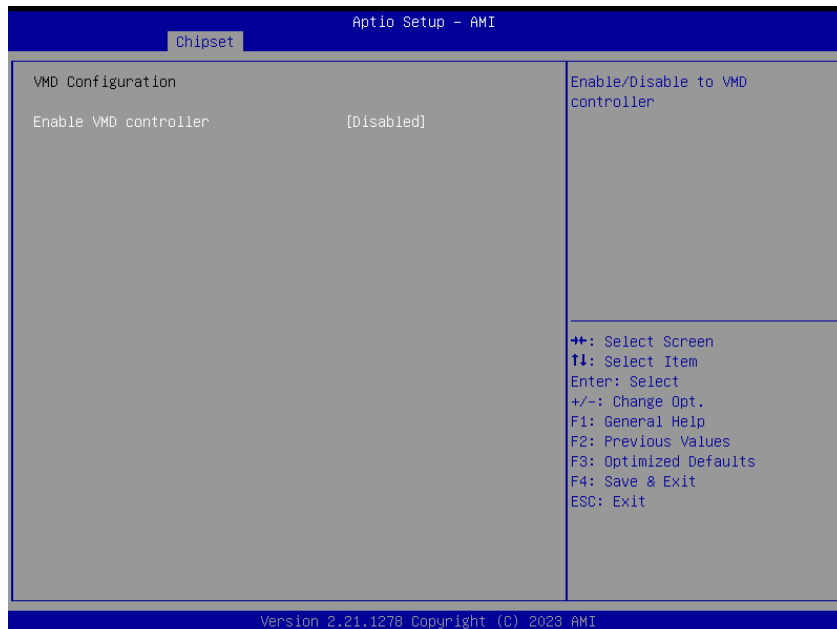 Aptio Setup – AMI
Chipset
VMD Configuration
Enable VMD controller [Disabled]
Enable/Disable to VMD
controller
→←: Select Screen
↑↓: Select Item
Enter: Select
+/-: Change Opt.
F1: General Help
F2: Previous Values
F3: Optimized Defaults
F4: Save & Exit
ESC: Exit
Version 2.21.1278 Copyright (C) 2023 AMI